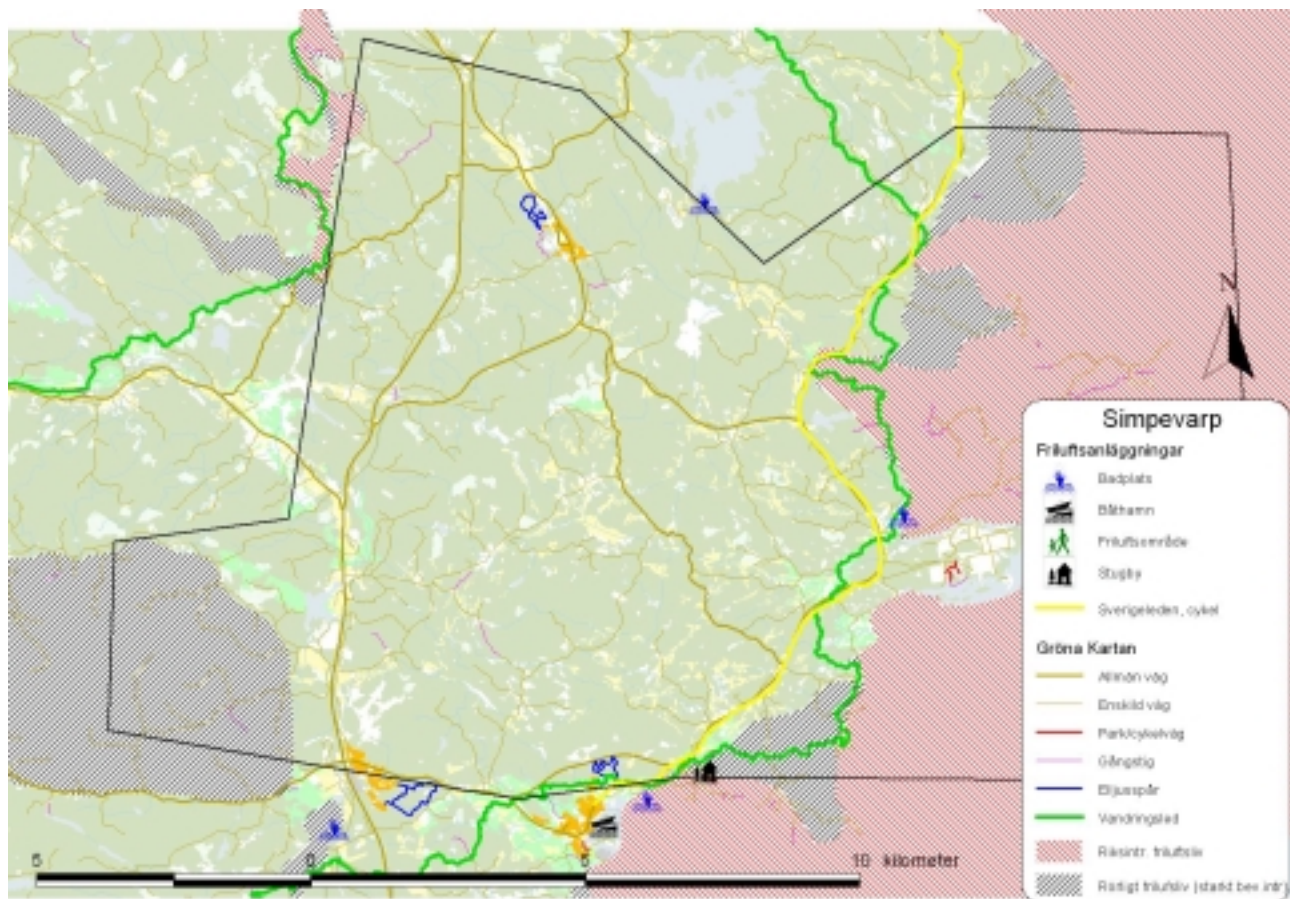 N
Simpevarp
Friluftsanläggningar
Badplats
Båthamn
Friluftsområde
Stugby
Sverigeleden, cykel
Gröna Kartan
Allmän väg
Enskild väg
Park/cykelväg
Gångstig
Elljusspår
Vandringsled
Riksintr. friluftsliv
Rörligt friluftsliv (starkt bev.intr)
5 0 5 10 kilometer